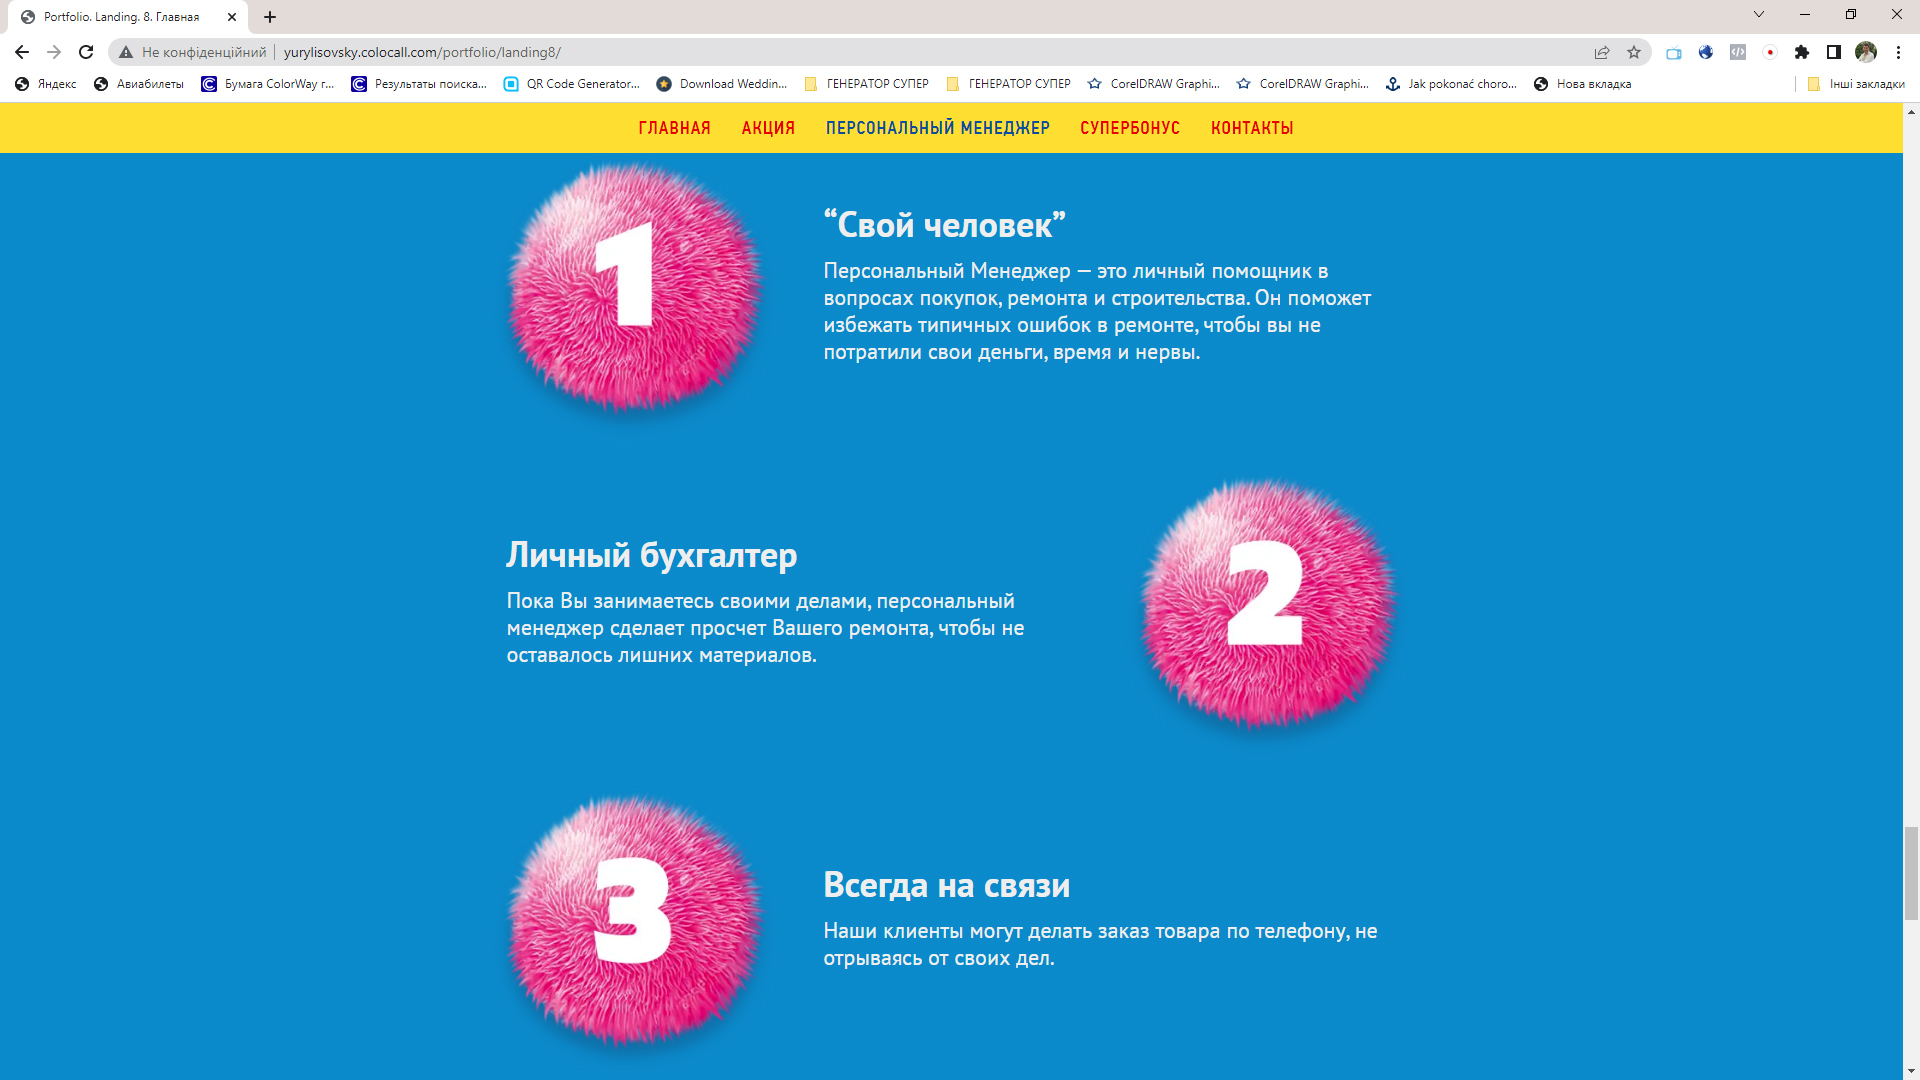 Portfolio. Landing. 8. Главная
Не конфіденційний
yurylisovsky.colocall.com/portfolio/landing8/
Яндекс
Авиабилеты
Бумага ColorWay г...
Результаты поиска...
QR Code Generator...
Download Weddin...
ГЕНЕРАТОР СУПЕР
ГЕНЕРАТОР СУПЕР
CorelDRAW Graphi...
CorelDRAW Graphi...
Jak pokonać choro...
Нова вкладка
Інші закладки
ГЛАВНАЯ
АКЦИЯ
ПЕРСОНАЛЬНЫЙ МЕНЕДЖЕР
СУПЕРБОНУС
КОНТАКТЫ
1
“Свой человек”
Персональный Менеджер — это личный помощник в
вопросах покупок, ремонта и строительства. Он поможет
избежать типичных ошибок в ремонте, чтобы вы не
потратили свои деньги, время и нервы.
Личный бухгалтер
Пока Вы занимаетесь своими делами, персональный
менеджер сделает просчет Вашего ремонта, чтобы не
оставалось лишних материалов.
2
3
Всегда на связи
Наши клиенты могут делать заказ товара по телефону, не
отрываясь от своих дел.